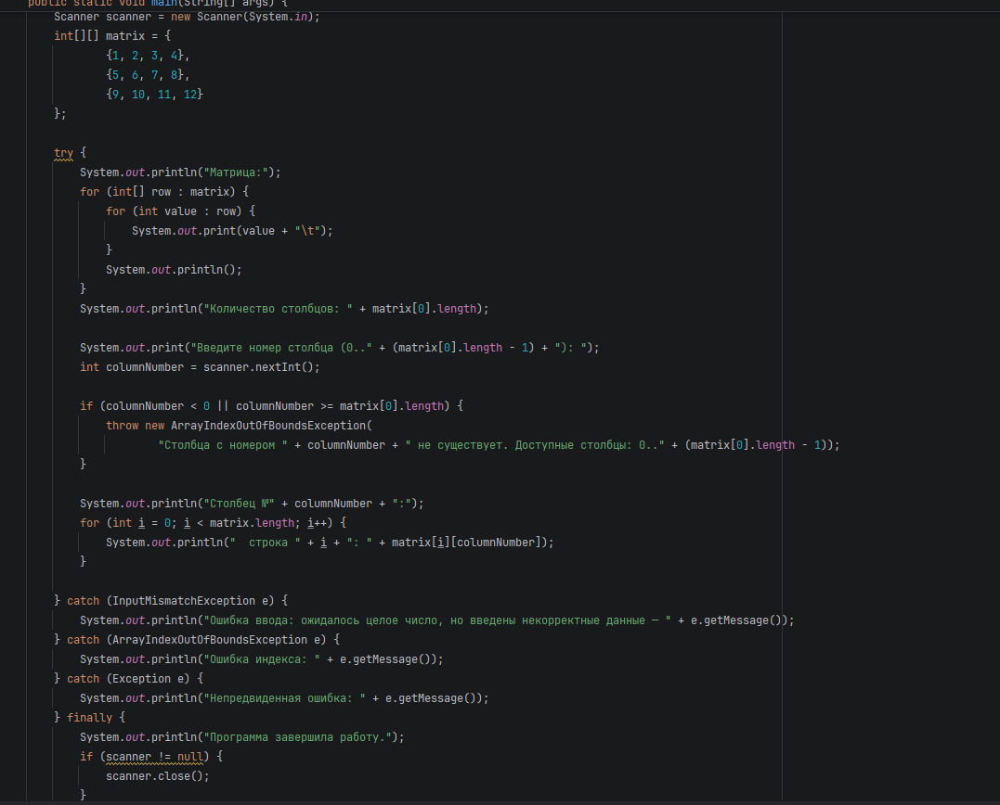 public static void main(String[] args) {
    Scanner scanner = new Scanner(System.in);
    int[][] matrix = {
            {1, 2, 3, 4},
            {5, 6, 7, 8},
            {9, 10, 11, 12}
    };

    try {
        System.out.println("Матрица:");
        for (int[] row : matrix) {
            for (int value : row) {
                System.out.print(value + "\t");
            }
            System.out.println();
        }
        System.out.println("Количество столбцов: " + matrix[0].length);

        System.out.print("Введите номер столбца (0.." + (matrix[0].length - 1) + "): ");
        int columnNumber = scanner.nextInt();

        if (columnNumber < 0 || columnNumber >= matrix[0].length) {
            throw new ArrayIndexOutOfBoundsException(
                    "Столбца с номером " + columnNumber + " не существует. Доступные столбцы: 0.." + (matrix[0].length - 1));
        }

        System.out.println("Столбец №" + columnNumber + ":");
        for (int i = 0; i < matrix.length; i++) {
            System.out.println("  строка " + i + ": " + matrix[i][columnNumber]);
        }

    } catch (InputMismatchException e) {
        System.out.println("Ошибка ввода: ожидалось целое число, но введены некорректные данные — " + e.getMessage());
    } catch (ArrayIndexOutOfBoundsException e) {
        System.out.println("Ошибка индекса: " + e.getMessage());
    } catch (Exception e) {
        System.out.println("Непредвиденная ошибка: " + e.getMessage());
    } finally {
        System.out.println("Программа завершила работу.");
        if (scanner != null) {
            scanner.close();
        }